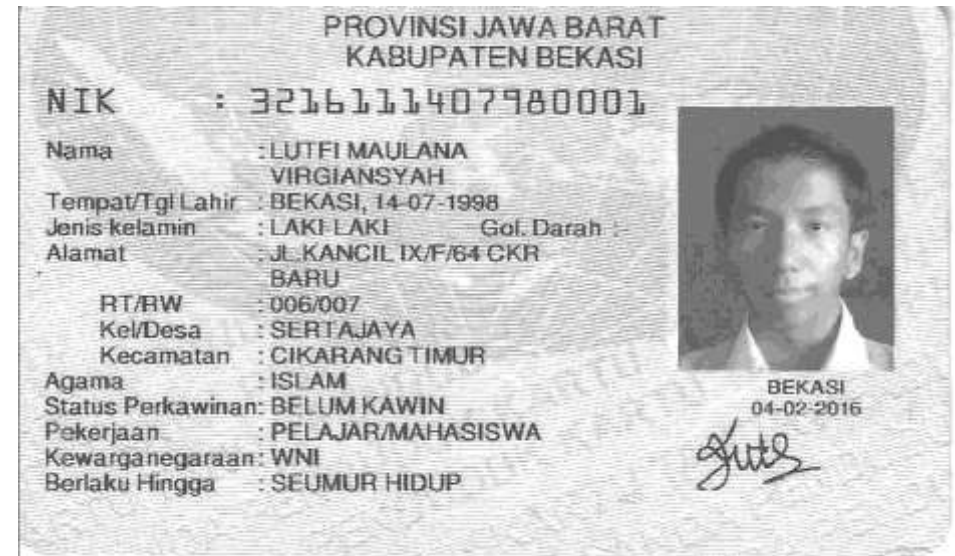 PROVINSI JAWA BARAT
KABUPATEN BEKASI
NIK : 3216111407980001
Nama : LUTFI MAULANA
VIRGIANSYAH
Tempat/Tgl Lahir : BEKASI, 14-07-1998
Jenis kelamin : LAKI-LAKI Gol. Darah : -
Alamat : JL.KANCIL IX/F/64 CKR
BARU
RT/RW : 006/007
Kel/Desa : SERTAJAYA
Kecamatan : CIKARANG TIMUR
Agama : ISLAM
Status Perkawinan: BELUM KAWIN
Pekerjaan : PELAJAR/MAHASISWA
Kewarganegaraan: WNI
Berlaku Hingga : SEUMUR HIDUP
BEKASI
04-02-2016